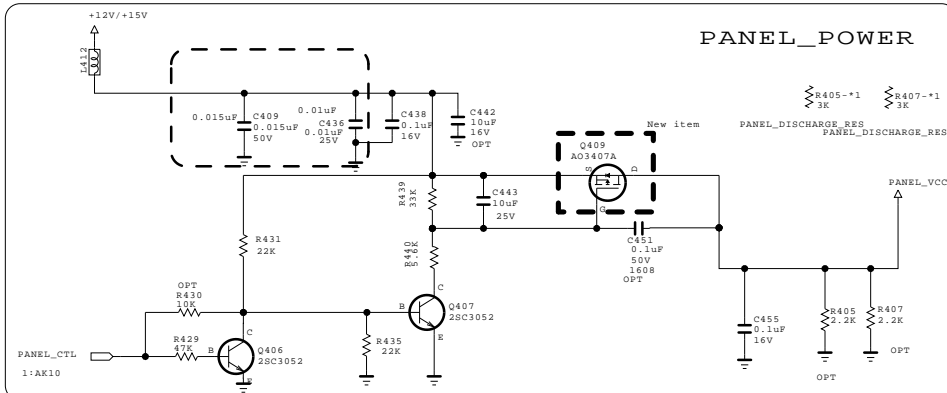 +12V/+15V
PANEL_POWER
L412
0.015uF
C409
0.015uF
50V
0.01uF
C436
0.01uF
25V
C438
0.1uF
16V
C442
10uF
16V
OPT
R405-*1
3K
PANEL_DISCHARGE_RES
R407-*1
3K
PANEL_DISCHARGE_RES
New item
Q409
AO3407A
S
D
G
R439
33K
C443
10uF
25V
PANEL_VCC
R431
22K
R440
5.6K
C451
0.1uF
50V
1608
OPT
OPT
R430
10K
C
B
E
Q407
2SC3052
R429
47K
C
B
E
Q406
2SC3052
R435
22K
PANEL_CTL
1:AK10
C455
0.1uF
16V
R405
2.2K
OPT
R407
2.2K
OPT